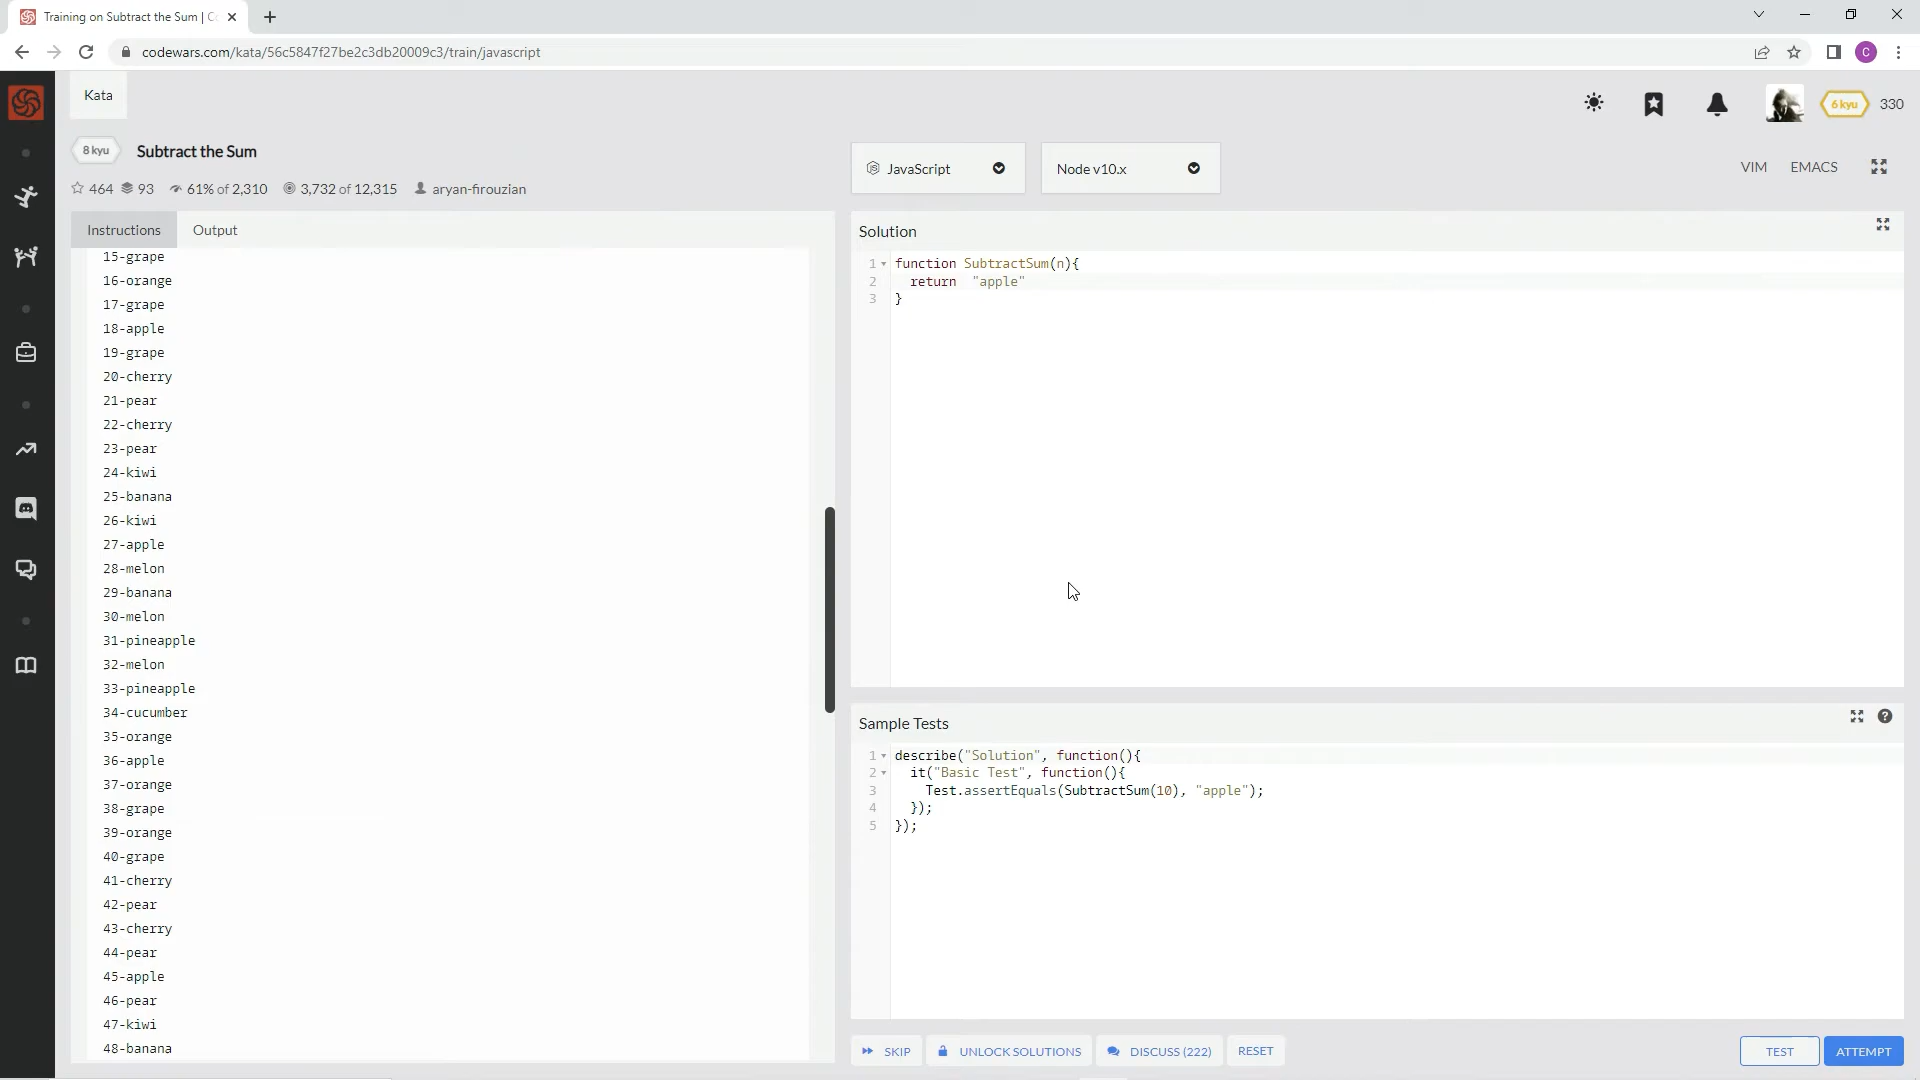 Training on Subtract the Sum | Co
codewars.com/kata/56c5847f27be2c3db20009c3/train/javascript
C
Kata
6 kyu
330
8 kyu
Subtract the Sum
464 93 61% of 2,310 3,732 of 12,315 aryan-firouzian
JavaScript
Node v10.x
VIM
EMACS
Instructions
Output
15-grape
16-orange
17-grape
18-apple
19-grape
20-cherry
21-pear
22-cherry
23-pear
24-kiwi
25-banana
26-kiwi
27-apple
28-melon
29-banana
30-melon
31-pineapple
32-melon
33-pineapple
34-cucumber
35-orange
36-apple
37-orange
38-grape
39-orange
40-grape
41-cherry
42-pear
43-cherry
44-pear
45-apple
46-pear
47-kiwi
48-banana
Solution
1 function SubtractSum(n){
2 return  "apple"
3 }
Sample Tests
1 describe("Solution", function(){
2 it("Basic Test", function(){
3 Test.assertEquals(SubtractSum(10), "apple");
4 });
5 });
SKIP
UNLOCK SOLUTIONS
DISCUSS (222)
RESET
TEST
ATTEMPT